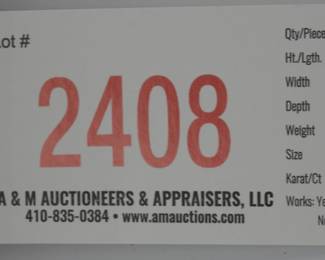 Lot #
2408
A & M AUCTIONEERS & APPRAISERS, LLC
410-835-0384 • www.amauctions.com
Qty/Piece
Ht./Lgth.
Width
Depth
Weight
Size
Karat/Ct
Works: Ye
N